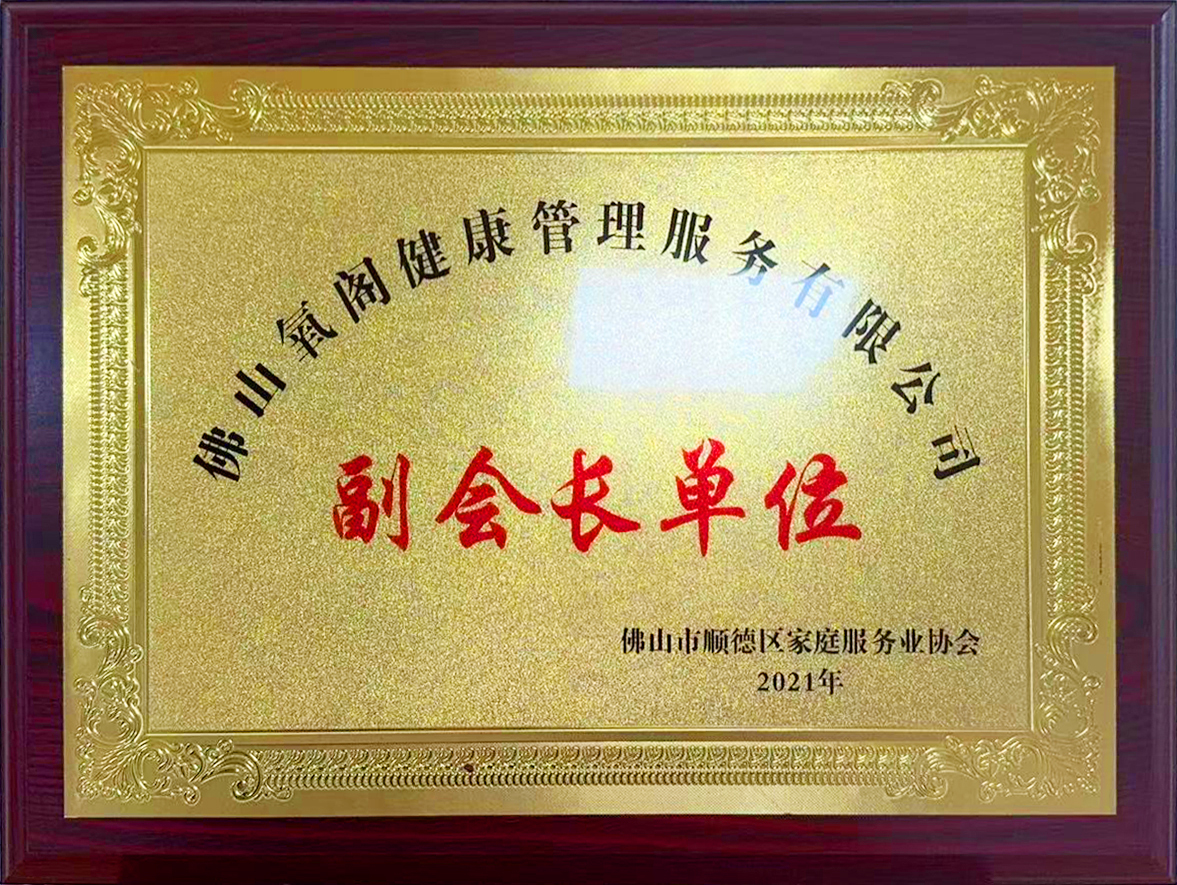 佛山氧阁健康管理服务有限公司
副会长单位
佛山市顺德区家庭服务业协会
2021年